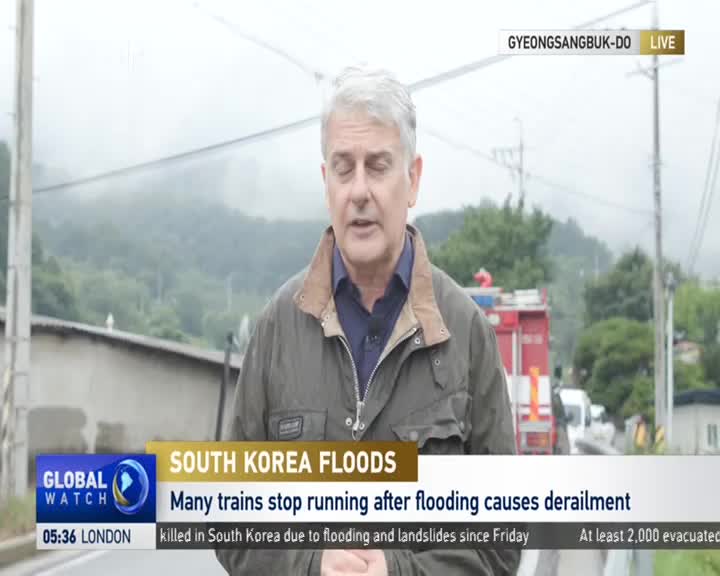 GYEONGSANGBUK-DO LIVE
SOUTH KOREA FLOODS
GLOBAL WATCH
Many trains stop running after flooding causes derailment
05:36 LONDON killed in South Korea due to flooding and landslides since Friday At least 2,000 evacuated